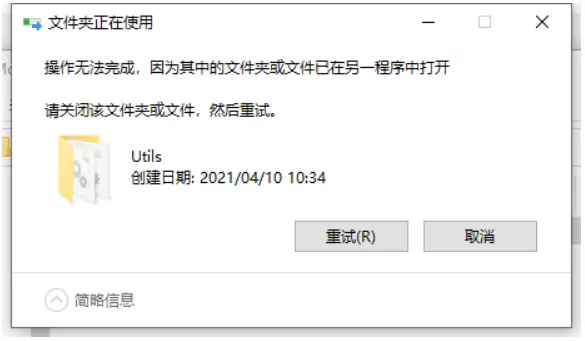 文件夹正在使用
操作无法完成，因为其中的文件夹或文件已在另一程序中打开
请关闭该文件夹或文件，然后重试。
Utils
创建日期: 2021/04/10 10:34
重试(R)
取消
简略信息